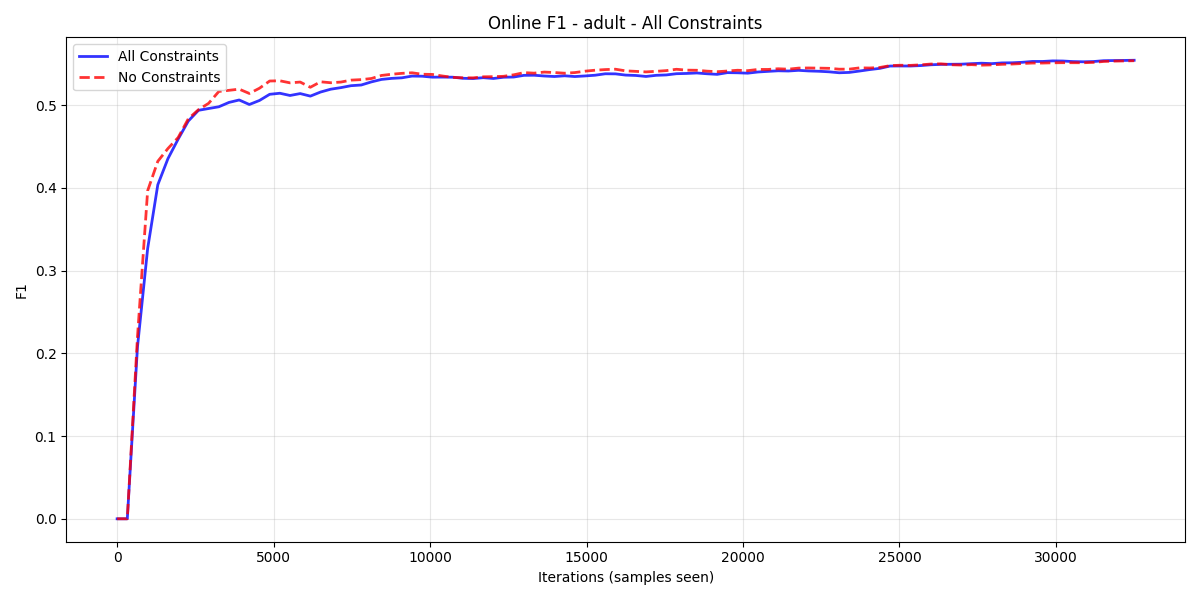 Online F1 - adult - All Constraints
All Constraints
No Constraints
F1
0.5
0.4
0.3
0.2
0.1
0.0
0 5000 10000 15000 20000 25000 30000
Iterations (samples seen)